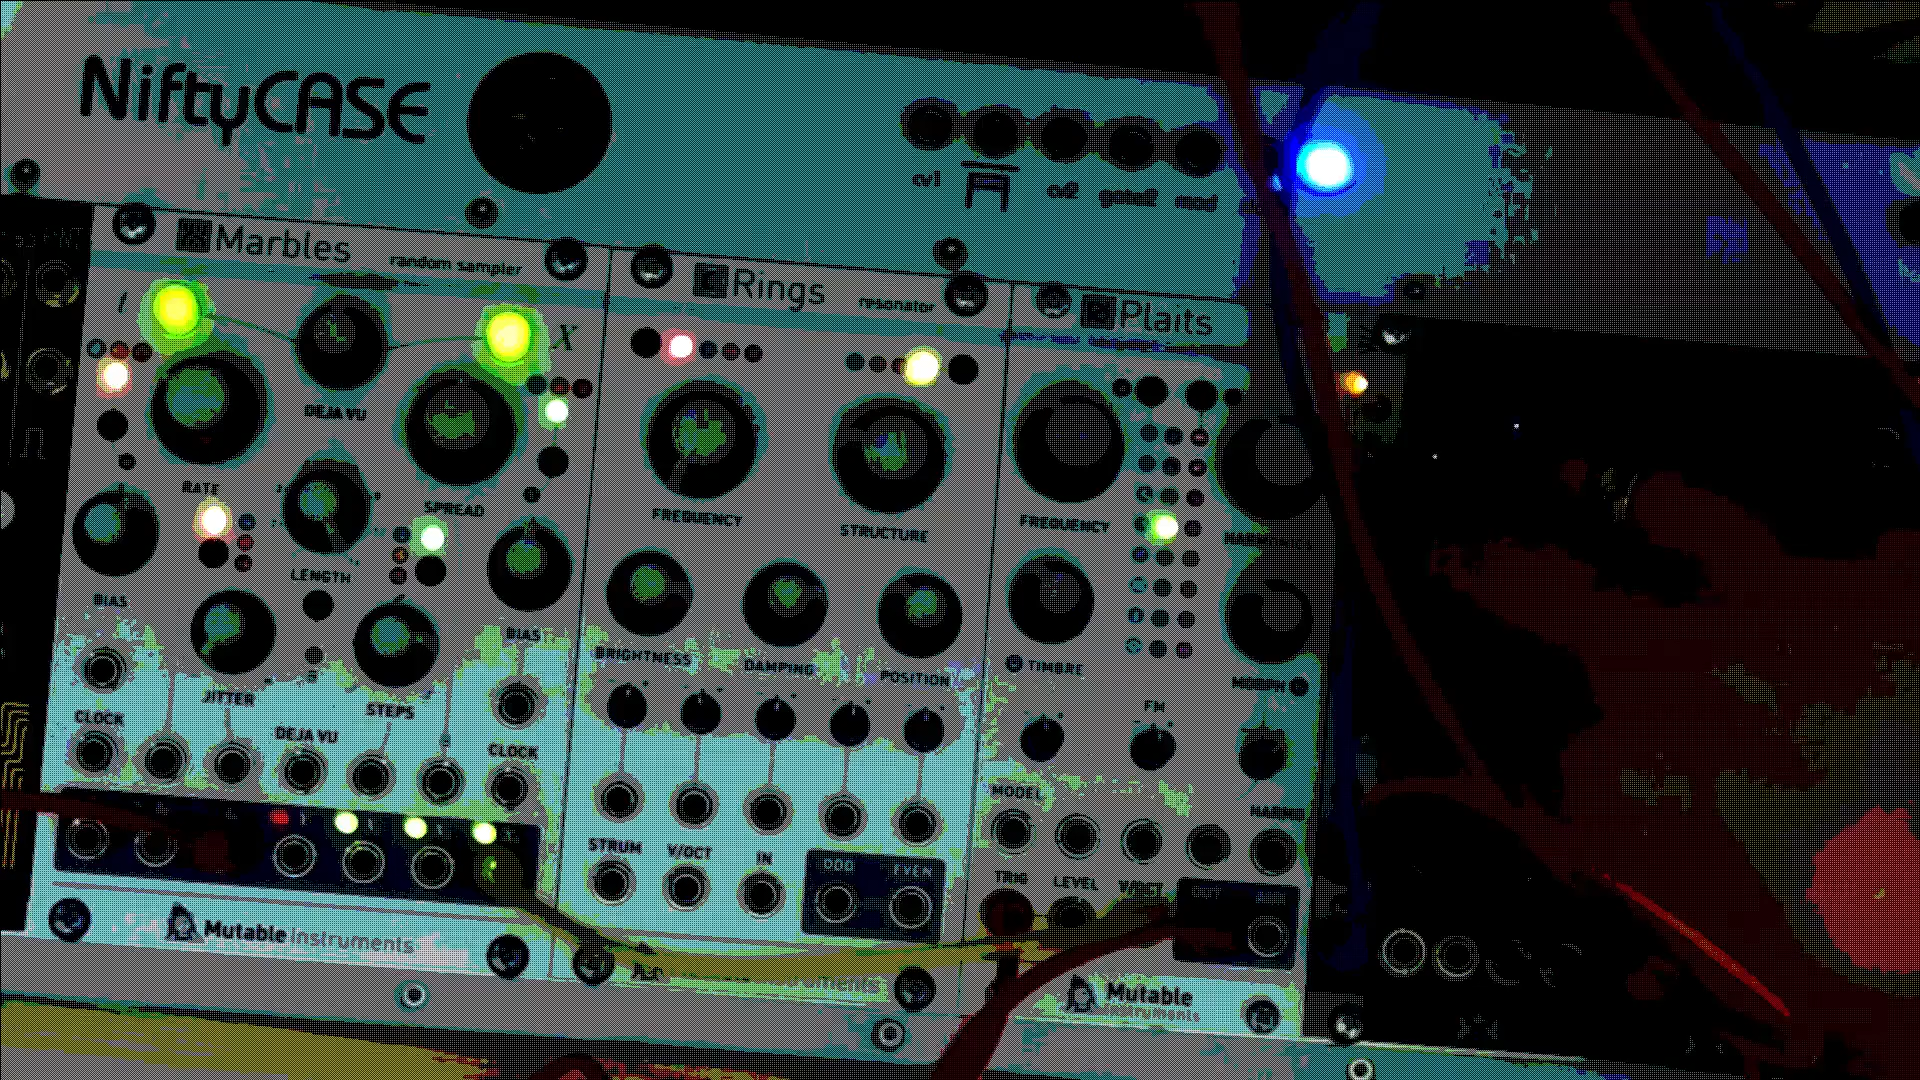 NiftyCASE
cv1 cv2 gate2 mod
Marbles random sampler
Rings resonator
Plaits
t X
DEJA VU
RATE SPREAD
FREQUENCY STRUCTURE
FREQUENCY HARMONICS
LENGTH
BIAS BIAS
BRIGHTNESS DAMPING POSITION
TIMBRE MORPH
JITTER STEPS
FM
CLOCK DEJA VU CLOCK
MODEL HARMO
STRUM V/OCT IN ODD EVEN
TRIG LEVEL V/OCT OUT AUX
Mutable Instruments
Mutable
Instruments